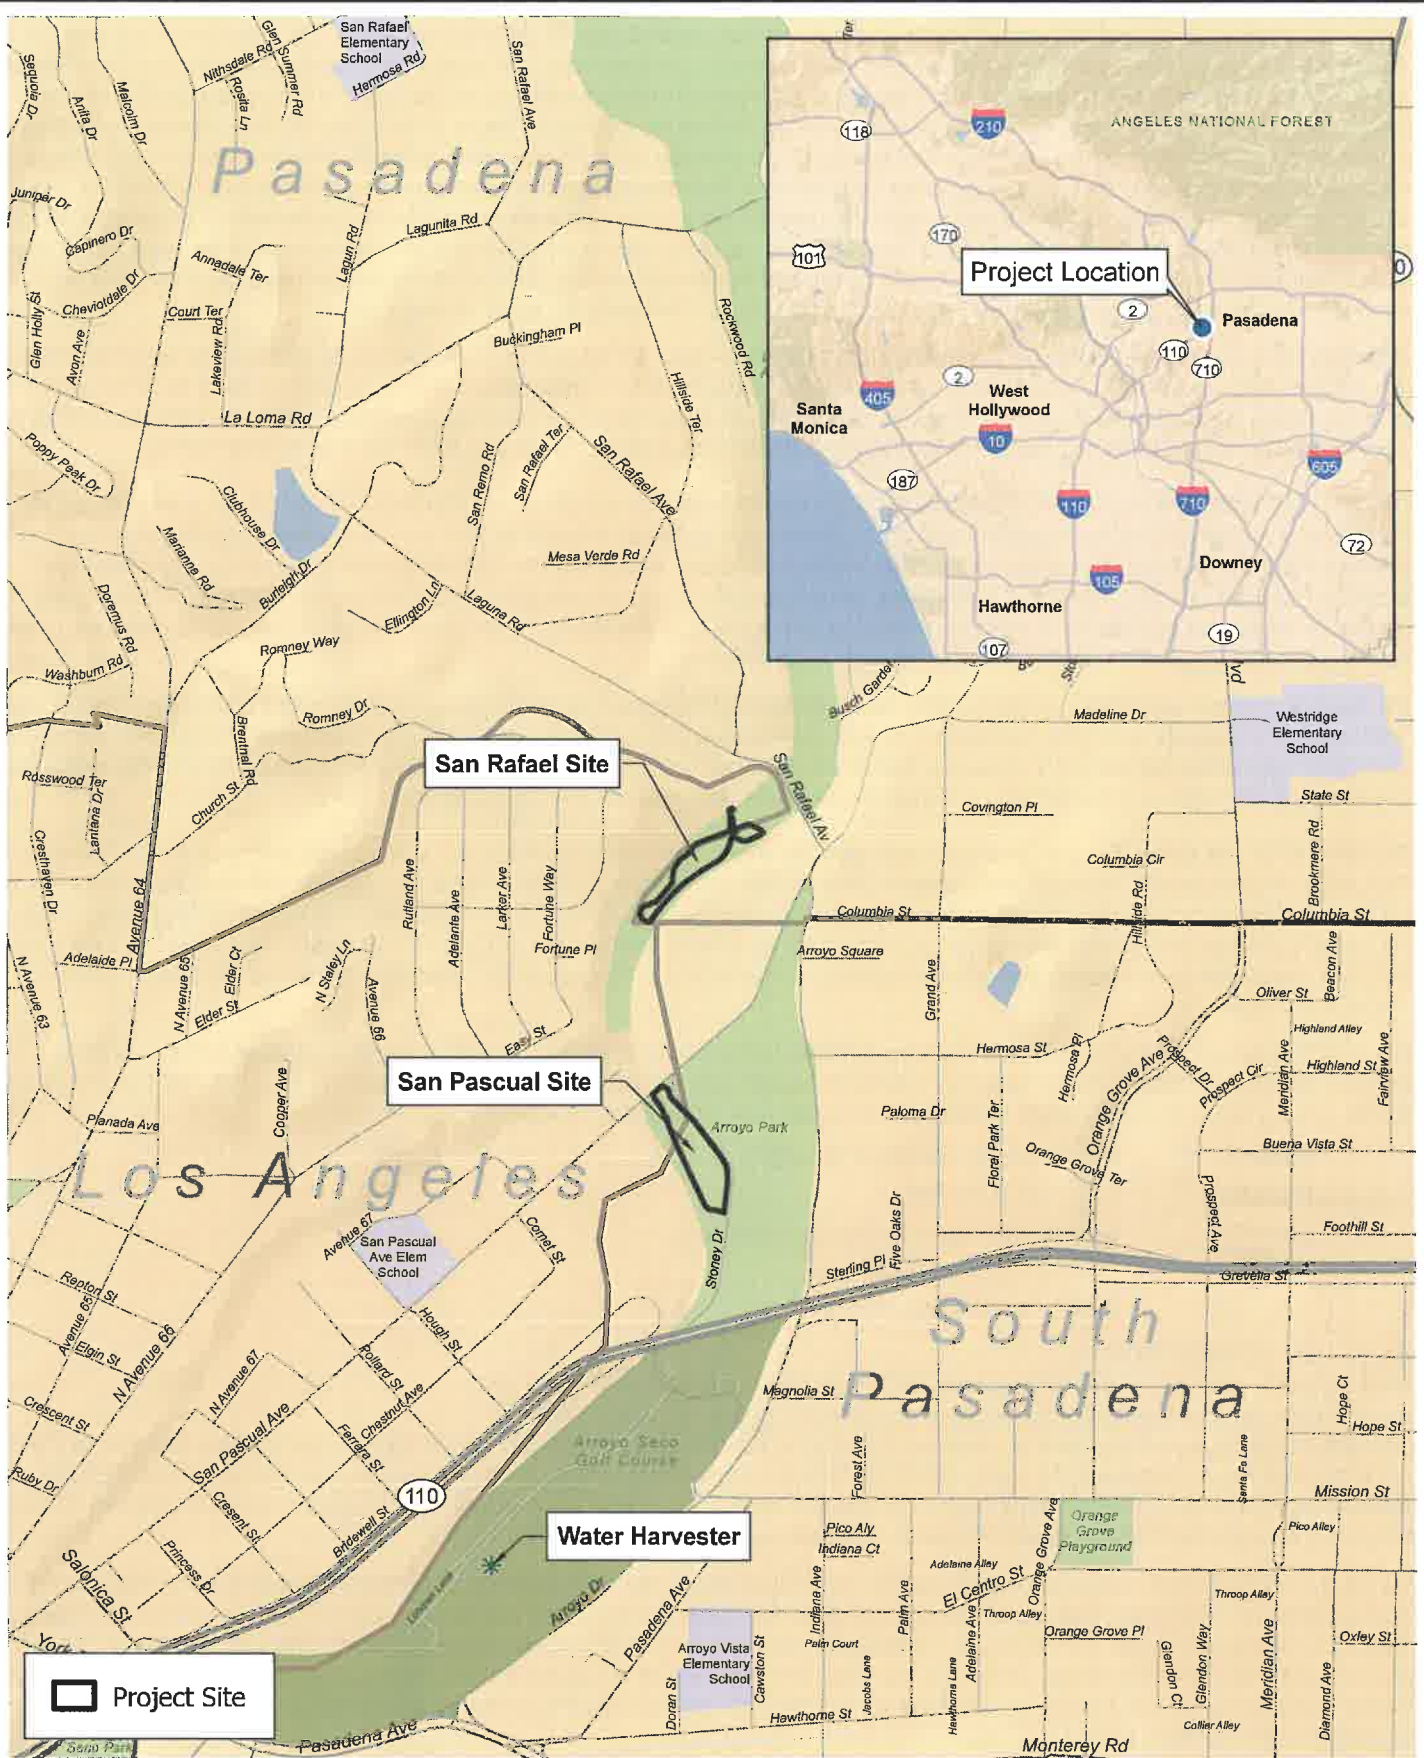 San Rafael
Elementary
School
Hermosa Rd
Glen Summer Rd
Nithsdale Rd
Rosita Ln
San Rafael Ave
Sequoia Dr
Anita Dr
Malcolm Dr
Pasadena
Juniper Dr
Capinero Dr
Annadale Ter
Lagunita Rd
Lagun Rd
Cheviotdale Dr
Court Ter
Glen Holly St
Avon Ave
Lakeview Rd
Buckingham Pl
Rockwood Rd
Hillside Ter
La Loma Rd
Poppy Peak Dr
San Remo Rd
San Rafael Ter
San Rafael Ave
Clubhouse Dr
Marianne Rd
Burleigh Dr
Mesa Verde Rd
Ellington Ln
Laguna Rd
Doremus Rd
Romney Way
Washburn Rd
Romney Dr
Brentnal Rd
Ter
118
210
ANGELES NATIONAL FOREST
170
101
Project Location
2
Pasadena
110
710
405
2
West
Hollywood
Santa
Monica
10
187
605
110
710
72
Downey
105
Hawthorne
19
107
Busch Garden
Madeline Dr
Westridge
Elementary
School
San Rafael Site
Rosswood Ter
Lantana Dr
Church St
San Rafael Av
Covington Pl
State St
Cresthaven Dr
Avenue 64
Rutland Ave
Adelante Ave
Larker Ave
Fortune Way
Columbia Cir
Hillside Rd
Brookmere Rd
Columbia St
Columbia St
Adelaide Pl
Fortune Pl
Arroyo Square
N Avenue 63
N Avenue 65
Elder Ct
Elder St
N Staley Ln
Avenue 66
Easy St
Grand Ave
Beacon Ave
Oliver St
Highland Alley
Hermosa St
Hermosa Pl
Orange Grove Ave
Prospect Dr
Prospect Cir
Meridian Ave
Highland St
Fairview Ave
San Pascual Site
Planada Ave
Cooper Ave
Arroyo Park
Paloma Dr
Floral Park Ter
Orange Grove Ter
Buena Vista St
Los Angeles
Avenue 67
San Pascual
Ave Elem
School
Comet St
Stoney Dr
Five Oaks Dr
Sterling Pl
Prospect Ave
Foothill St
Grevelia St
Repton St
Avenue 65
Elgin St
N Avenue 66
Hough St
South
Pasadena
Pollard St
N Avenue 67
Chestnut Ave
Crescent St
San Pascual Ave
Ferrara St
Magnolia St
Hope Ct
Hope St
Arroyo Seco
Golf Course
Forest Ave
Santa Fe Lane
Ruby Dr
Cresent St
110
Mission St
Bridewell St
Water Harvester
Pico Aly
Indiana Ct
Orange
Grove
Playground
Pico Alley
Salonica St
Princess Dr
Arroyo Dr
Pasadena Ave
Adelaine Alley
El Centro St
Orange Grove Ave
Indiana Ave
Palm Ave
Throop Alley
Throop Alley
Adelaine Ave
Palm Court
Orange Grove Pl
Oxley St
York
Project Site
Arroyo Vista
Elementary
School
Cawston St
Doran St
Jacobs Lane
Hawthorne Lane
Glendon Ct
Glendon Way
Meridian Ave
Diamond Ave
Hawthorne St
Collier Alley
Pasadena Ave
Monterey Rd
Seco Park